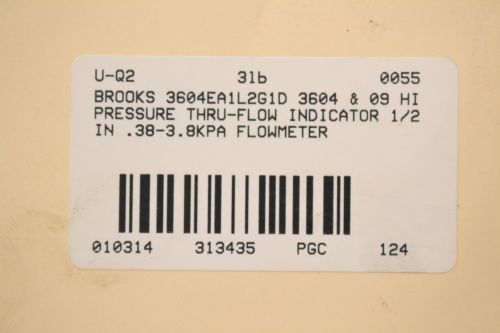 U-Q2 31b 0055
BROOKS 3604EA1L2G1D 3604 & 09 HI
PRESSURE THRU-FLOW INDICATOR 1/2
IN .38-3.8KPA FLOWMETER
010314 313435 PGC 124